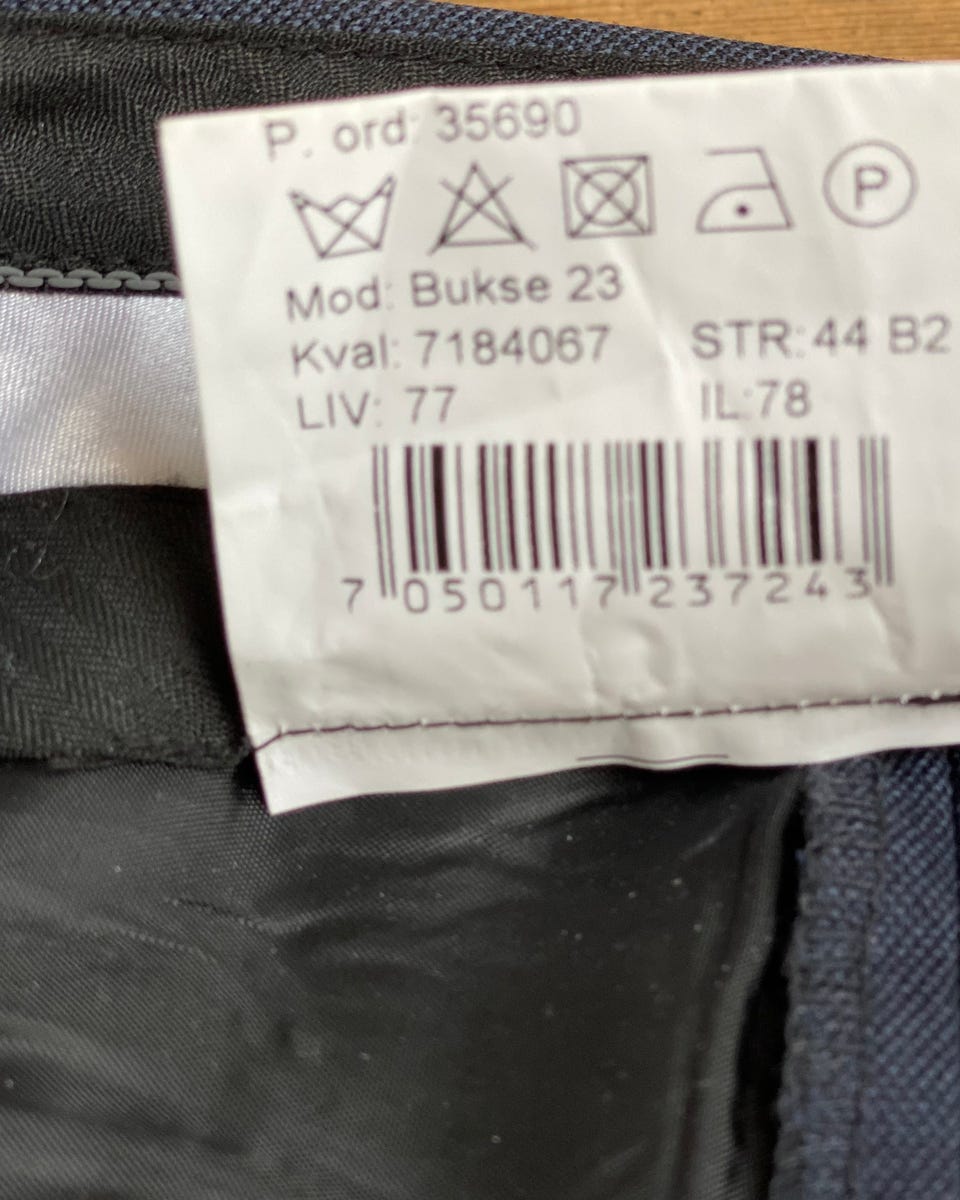 P. ord: 35690
P
Mod: Bukse 23
Kval: 7184067 STR: 44 B2
LIV: 77 IL:78
7 050117 237243